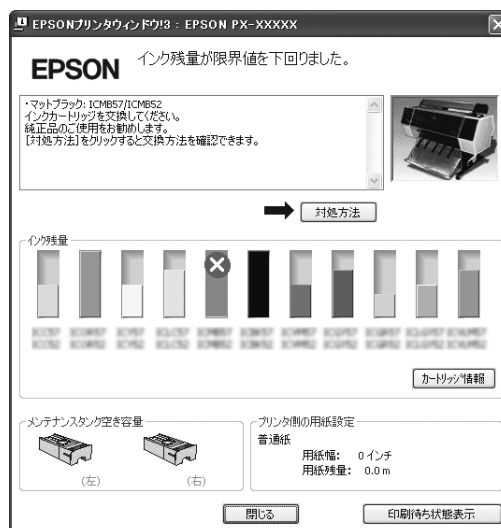 EPSONプリンタウィンドウ!3 : EPSON PX-XXXXX
EPSON
インク残量が限界値を下回りました。
・マットブラック: ICMB57/ICMB52
インクカートリッジを交換してください。
純正品のご使用をお勧めします。
[対処方法]をクリックすると交換方法を確認できます。
対処方法
インク残量
カートリッジ情報
メンテナンスタンク空き容量
(左)
(右)
プリンタ側の用紙設定
普通紙
用紙幅: 0 インチ
用紙残量: 0.0 m
閉じる
印刷待ち状態表示